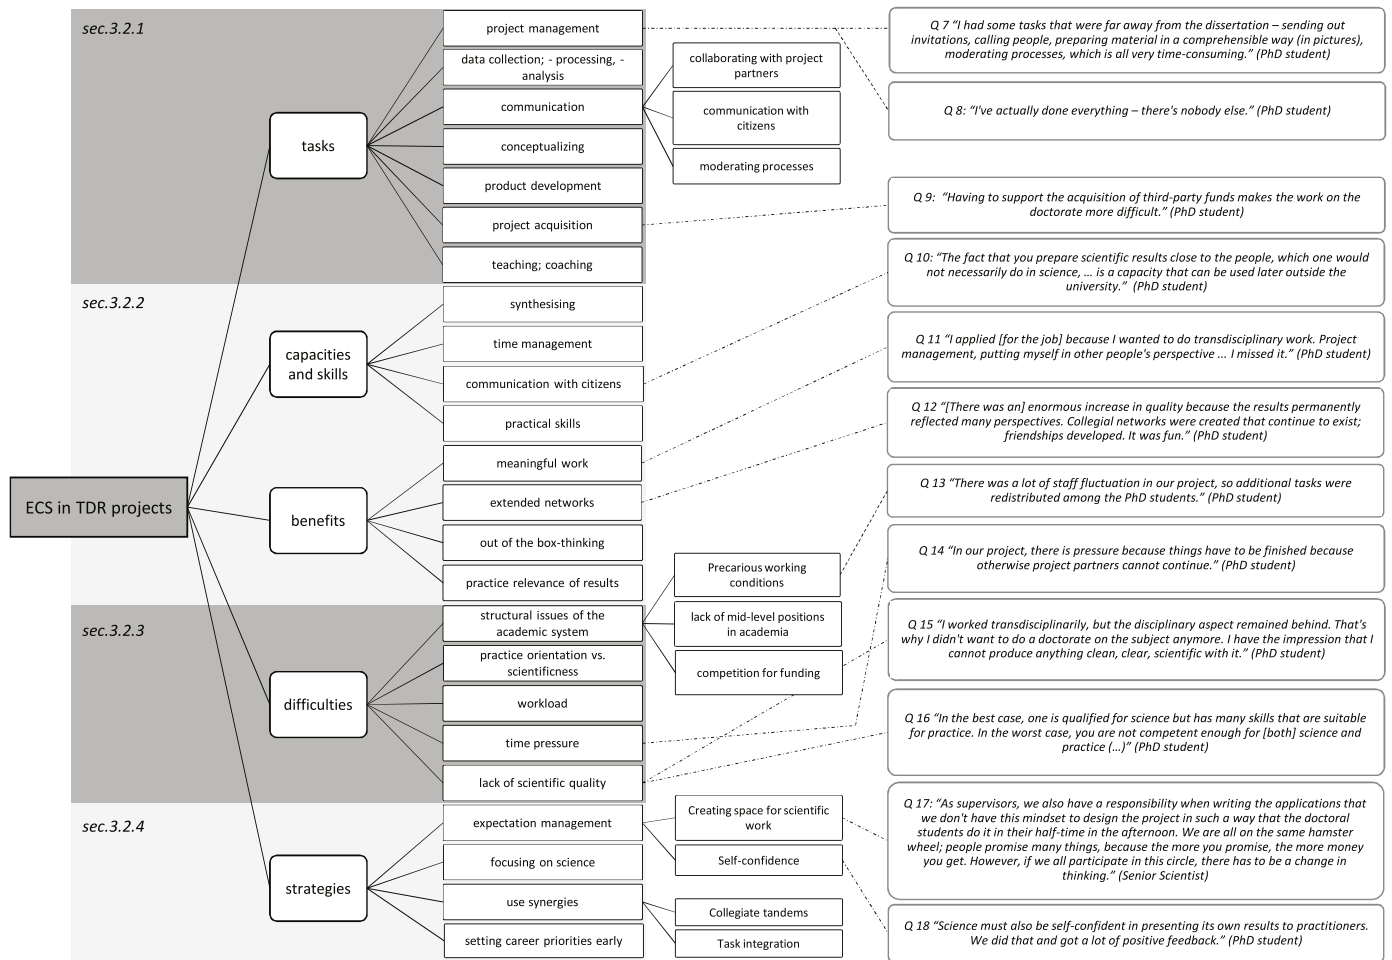 sec.3.2.1
project management
data collection; - processing, -
analysis
communication
conceptualizing
product development
project acquisition
teaching; coaching
tasks
collaborating with project
partners
communication with
citizens
moderating processes
Q 7 “I had some tasks that were far away from the dissertation – sending out
invitations, calling people, preparing material in a comprehensible way (in pictures),
moderating processes, which is all very time-consuming.” (PhD student)
Q 8: “I've actually done everything – there's nobody else.” (PhD student)
Q 9:  “Having to support the acquisition of third-party funds makes the work on the
doctorate more difficult.” (PhD student)
sec.3.2.2
synthesising
time management
communication with citizens
practical skills
capacities
and skills
meaningful work
extended networks
out of the box-thinking
practice relevance of results
benefits
ECS in TDR projects
Q 10: “The fact that you prepare scientific results close to the people, which one would
not necessarily do in science, … is a capacity that can be used later outside the
university.”  (PhD student)
Q 11 “I applied [for the job] because I wanted to do transdisciplinary work. Project
management, putting myself in other people's perspective … I missed it.” (PhD student)
Q 12 “[There was an] enormous increase in quality because the results permanently
reflected many perspectives. Collegial networks were created that continue to exist;
friendships developed. It was fun.” (PhD student)
sec.3.2.3
structural issues of the
academic system
practice orientation vs.
scientificness
workload
time pressure
lack of scientific quality
difficulties
Precarious working
conditions
lack of mid-level positions
in academia
competition for funding
Q 13 “There was a lot of staff fluctuation in our project, so additional tasks were
redistributed among the PhD students.” (PhD student)
Q 14 “In our project, there is pressure because things have to be finished because
otherwise project partners cannot continue.” (PhD student)
Q 15 “I worked transdisciplinarily, but the disciplinary aspect remained behind. That's
why I didn't want to do a doctorate on the subject anymore. I have the impression that I
cannot produce anything clean, clear, scientific with it.” (PhD student)
Q 16 “In the best case, one is qualified for science but has many skills that are suitable
for practice. In the worst case, you are not competent enough for [both] science and
practice (…)” (PhD student)
sec.3.2.4
expectation management
focusing on science
use synergies
setting career priorities early
strategies
Creating space for scientific
work
Self-confidence
Collegiate tandems
Task integration
Q 17: “As supervisors, we also have a responsibility when writing the applications that
we don't have this mindset to design the project in such a way that the doctoral
students do it in their half-time in the afternoon. We are all on the same hamster
wheel; people promise many things, because the more you promise, the more money
you get. However, if we all participate in this circle, there has to be a change in
thinking.” (Senior Scientist)
Q 18 “Science must also be self-confident in presenting its own results to practitioners.
We did that and got a lot of positive feedback.” (PhD student)